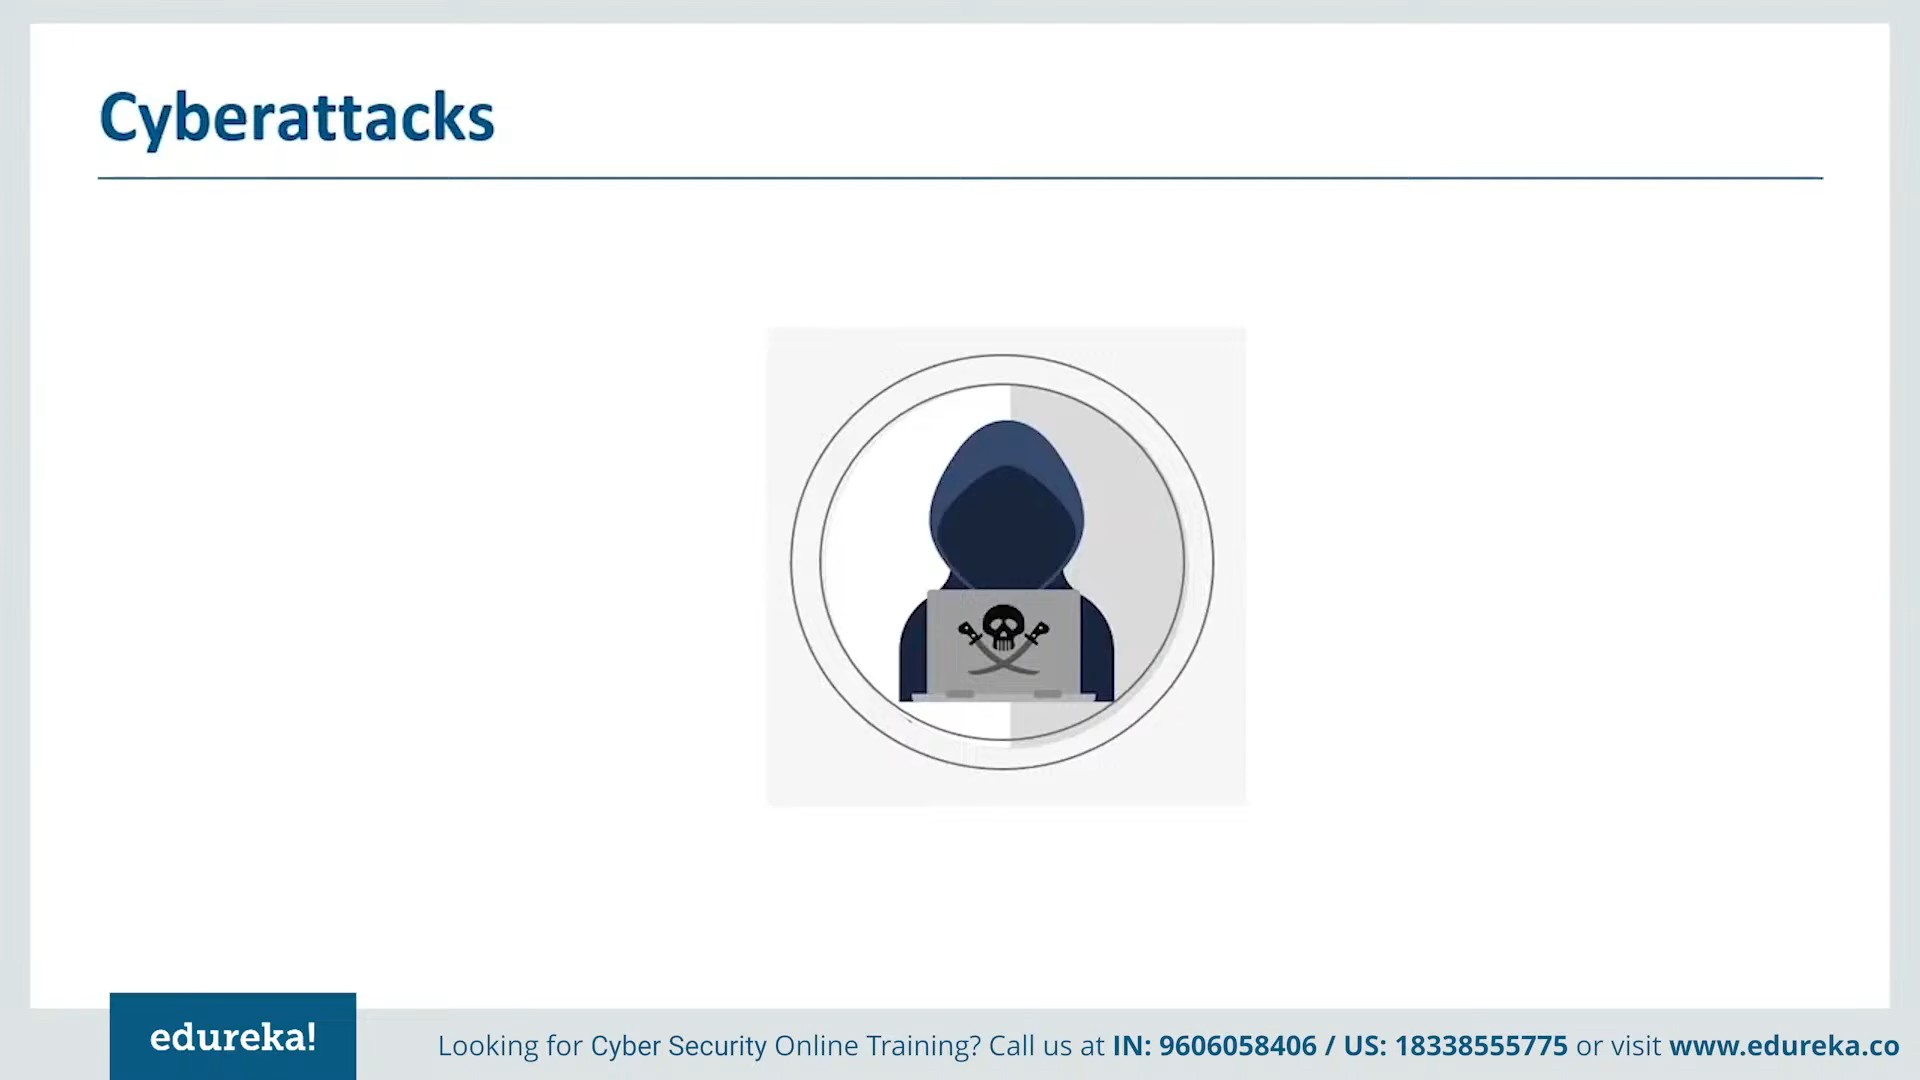 Cyberattacks
edureka!
Looking for Cyber Security Online Training? Call us at IN: 9606058406 / US: 18338555775 or visit www.edureka.co